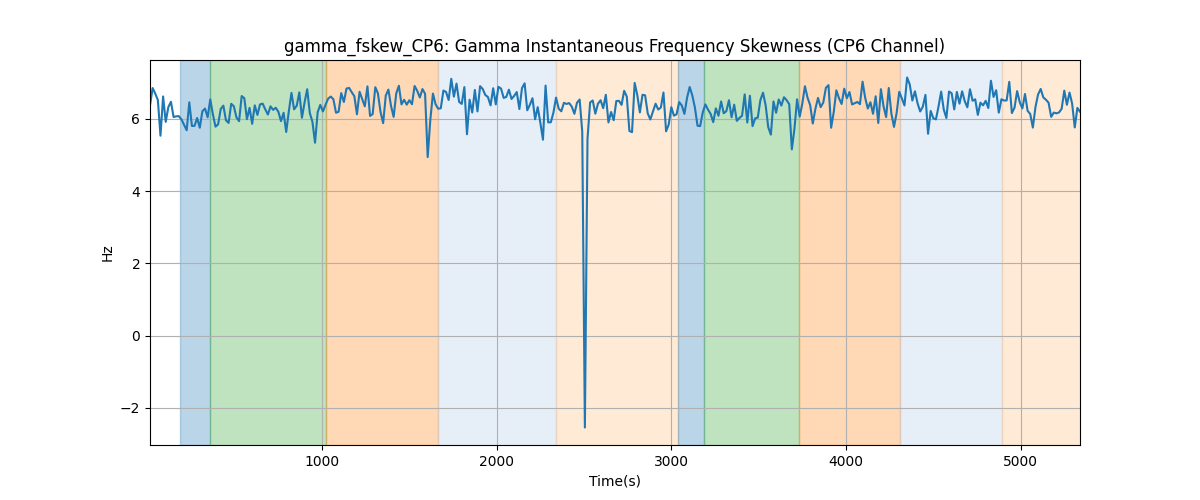 gamma_fskew_CP6: Gamma Instantaneous Frequency Skewness (CP6 Channel)
6
4
2
0
−2
Hz
1000 2000 3000 4000 5000
Time(s)